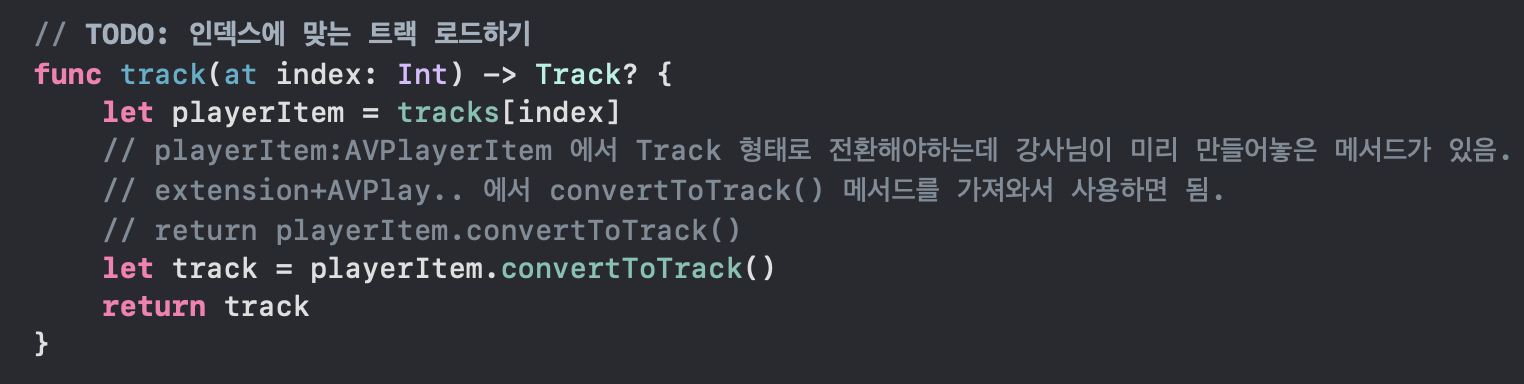 // TODO: 인덱스에 맞는 트랙 로드하기
func track(at index: Int) -> Track? {
    let playerItem = tracks[index]
    // playerItem:AVPlayerItem 에서 Track 형태로 전환해야하는데 강사님이 미리 만들어놓은 메서드가 있음.
    // extension+AVPlay.. 에서 convertToTrack() 메서드를 가져와서 사용하면 됨.
    // return playerItem.convertToTrack()
    let track = playerItem.convertToTrack()
    return track
}